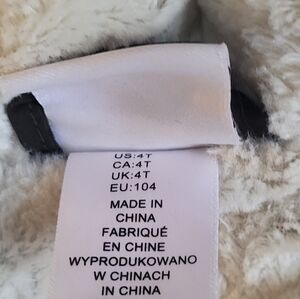 US:4T
CA:4T
UK:4T
EU:104
MADE IN
CHINA
FABRIQUÉ
EN CHINE
WYPRODUKOWANO
W CHINACH
IN CHINA